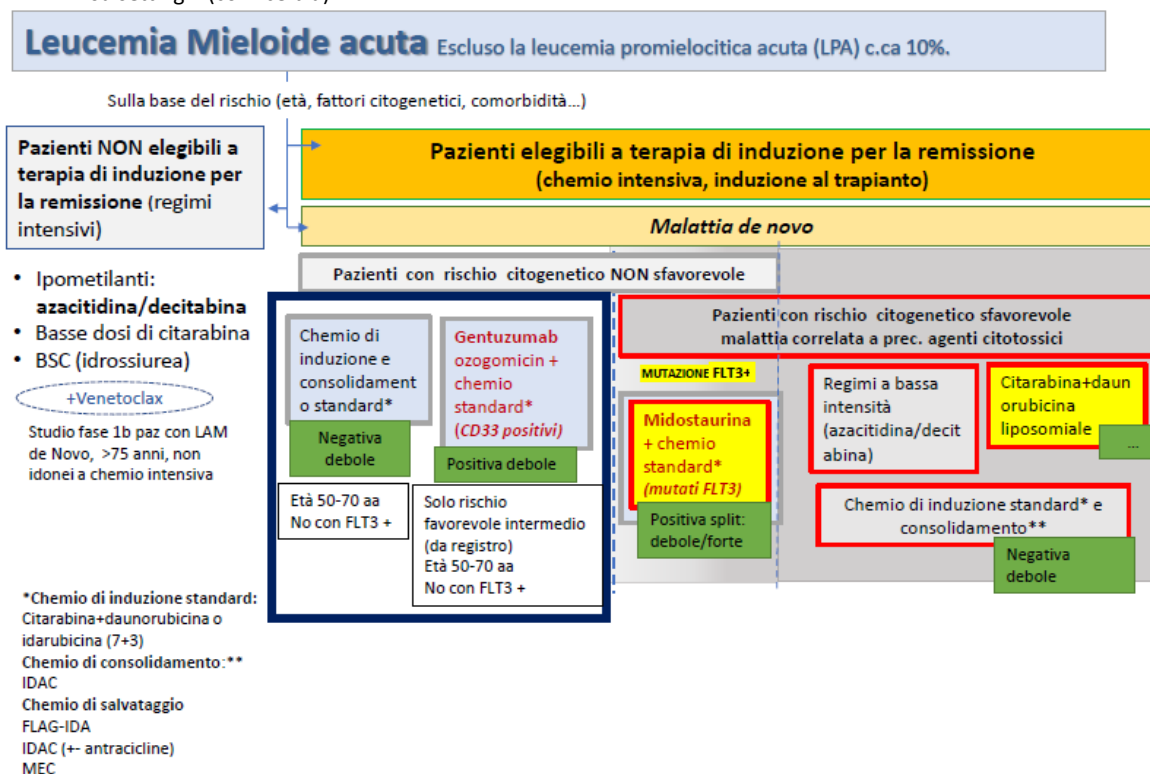 Leucemia Mieloide acuta Escluso la leucemia promielocitica acuta (LPA) c.ca 10%.
Sulla base del rischio (età, fattori citogenetici, comorbidità...)
Pazienti NON elegibili a
terapia di induzione per
la remissione (regimi
intensivi)
Pazienti elegibili a terapia di induzione per la remissione
(chemio intensiva, induzione al trapianto)
Malattia de novo
• Ipometilanti:
azacitidina/decitabina
• Basse dosi di citarabina
• BSC (idrossiurea)
+Venetoclax
Studio fase 1b paz con LAM
de Novo, >75 anni, non
idonei a chemio intensiva
Pazienti con rischio citogenetico NON sfavorevole
Chemio di
induzione e
consolidament
o standard*
Negativa
debole
Età 50-70 aa
No con FLT3 +
Gentuzumab
ozogomicin +
chemio
standard*
(CD33 positivi)
Positiva debole
Solo rischio
favorevole intermedio
(da registro)
Età 50-70 aa
No con FLT3 +
Pazienti con rischio citogenetico sfavorevole
malattia correlata a prec. agenti citotossici
MUTAZIONE FLT3+
Midostaurina
+ chemio
standard*
(mutati FLT3)
Positiva split:
debole/forte
Regimi a bassa
intensità
(azacitidina/decit
abina)
Citarabina+daun
orubicina
liposomiale
...
Chemio di induzione standard* e
consolidamento**
Negativa
debole
*Chemio di induzione standard:
Citarabina+daunorubicina o
idarubicina (7+3)
Chemio di consolidamento:**
IDAC
Chemio di salvataggio
FLAG-IDA
IDAC (+- antracicline)
MEC